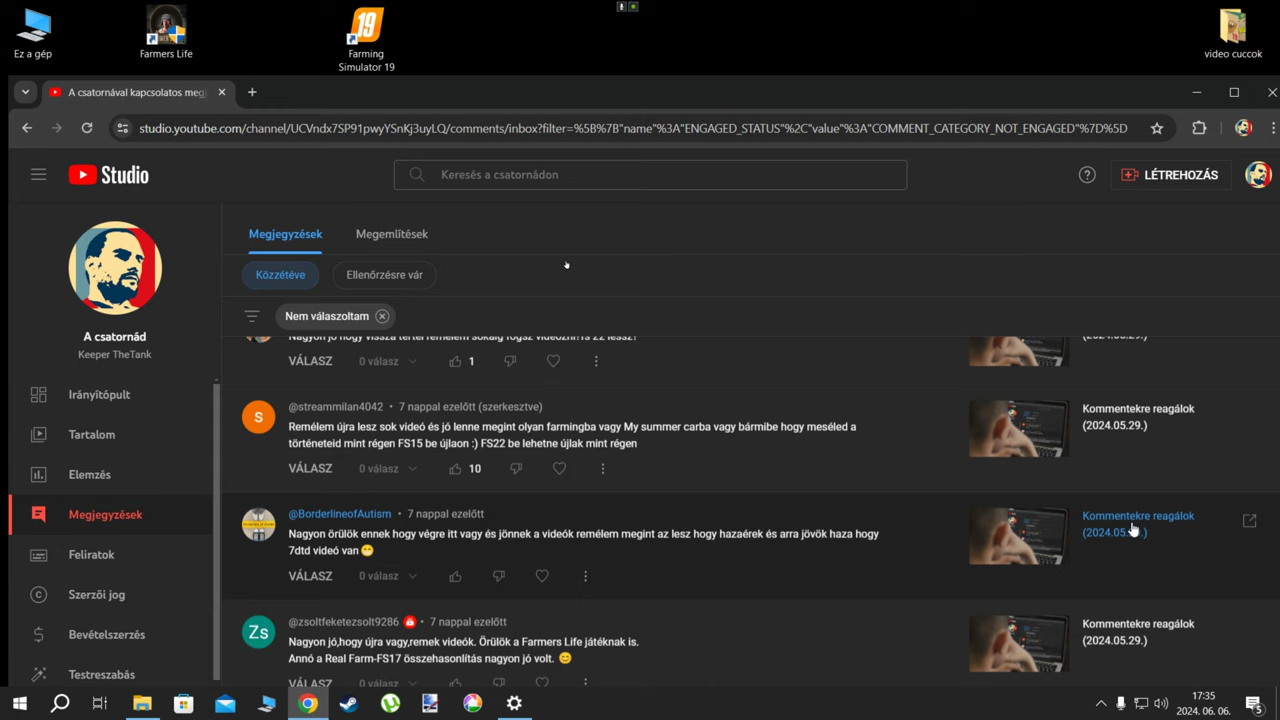 Ez a gép
Farmers Life
19
Farming
Simulator 19
video cuccok
A csatornával kapcsolatos meg
studio.youtube.com/channel/UCVndx7SP91pwyYSnKj3uyLQ/comments/inbox?filter=%5B%7B"name"%3A"ENGAGED_STATUS"%2C"value"%3A"COMMENT_CATEGORY_NOT_ENGAGED"%7D%5D
Studio
Keresés a csatornádon
LÉTREHOZÁS
A csatornád
Keeper TheTank
Irányítópult
Tartalom
Elemzés
Megjegyzések
Feliratok
Szerzői jog
Bevételszerzés
Testreszabás
Megjegyzések
Megemlítések
Közzétéve
Ellenőrzésre vár
Nem válaszoltam
Nagyon jó hogy vissza tértél remélem sokáig fogsz videózni!Fs 22 lessz?
VÁLASZ 0 válasz 1
(2024.05.29.)
S
@streammilan4042 • 7 nappal ezelőtt (szerkesztve)
Remélem újra lesz sok videó és jó lenne megint olyan farmingba vagy My summer carba vagy bármibe hogy meséled a
történeteid mint régen FS15 be újlaon :) FS22 be lehetne újlak mint régen
VÁLASZ 0 válasz 10
Kommentekre reagálok
(2024.05.29.)
@BorderlineofAutism • 7 nappal ezelőtt
Nagyon örülök ennek hogy végre itt vagy és jönnek a videók remélem megint az lesz hogy hazaérek és arra jövök haza hogy
7dtd videó van 😁
VÁLASZ 0 válasz
Kommentekre reagálok
(2024.05. .)
Zs
@zsoltfeketezsolt9286 • 7 nappal ezelőtt
Nagyon jó,hogy újra vagy,remek videók. Örülök a Farmers Life játéknak is.
Annó a Real Farm-FS17 összehasonlítás nagyon jó volt. 😊
VÁLASZ 0 válasz
Kommentekre reagálok
(2024.05.29.)
17:35
2024. 06. 06.
5